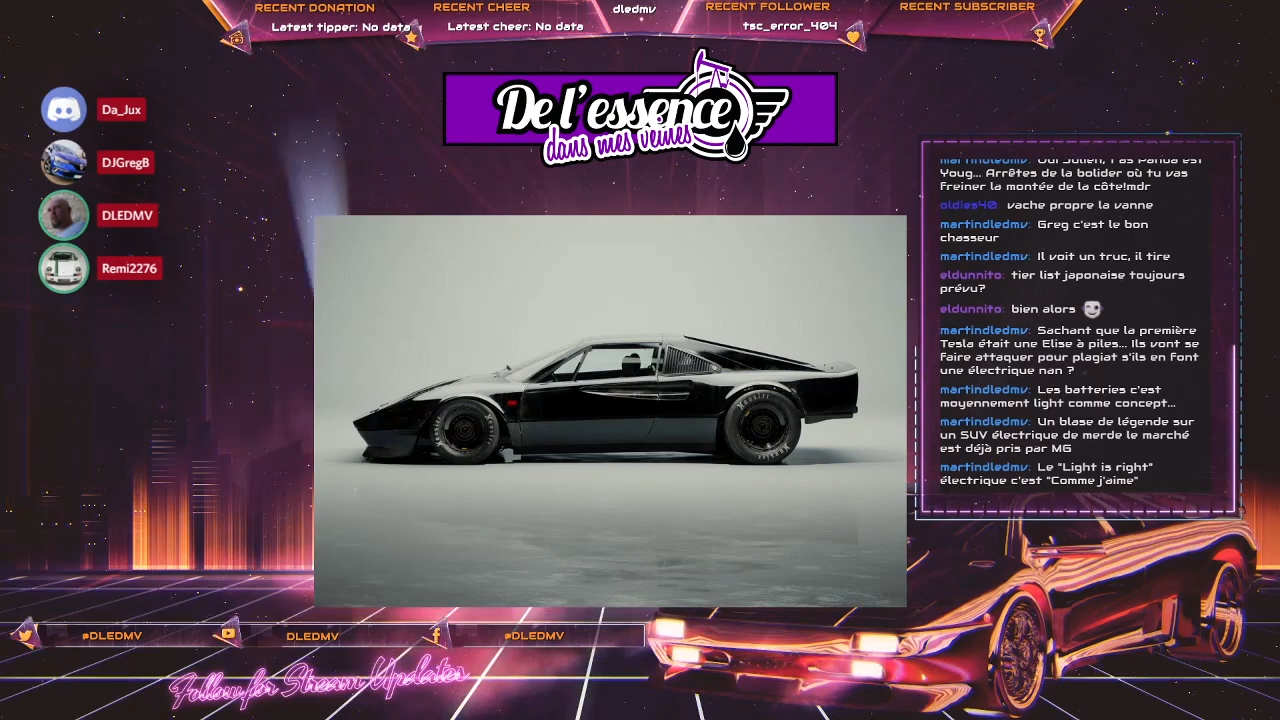 RECENT DONATION
RECENT CHEER
dledmv
RECENT FOLLOWER
RECENT SUBSCRIBER
Latest tipper: No data
Latest cheer: No data
tsc_error_404
De l'essence
dans mes veines
Da_Jux
DJGregB
DLEDMV
Remi2276
martindledmv: Oui Julien, t'as Panda est
Youg... Arrêtes de la bolider où tu vas
freiner la montée de la côte!mdr
oldies40: vache propre la vanne
martindledmv: Greg c'est le bon
chasseur
martindledmv: Il voit un truc, il tire
eldunnito: tier list japonaise toujours
prévu?
eldunnito: bien alors
martindledmv: Sachant que la première
Tesla était une Elise à piles... Ils vont se
faire attaquer pour plagiat s'ils en font
une électrique nan ?
martindledmv: Les batteries c'est
moyennement light comme concept...
martindledmv: Un blase de légende sur
un SUV électrique de merde le marché
est déjà pris par MG
martindledmv: Le "Light is right"
électrique c'est "Comme j'aime"
@DLEDMV
DLEDMV
@DLEDMV
Follow for Stream Updates